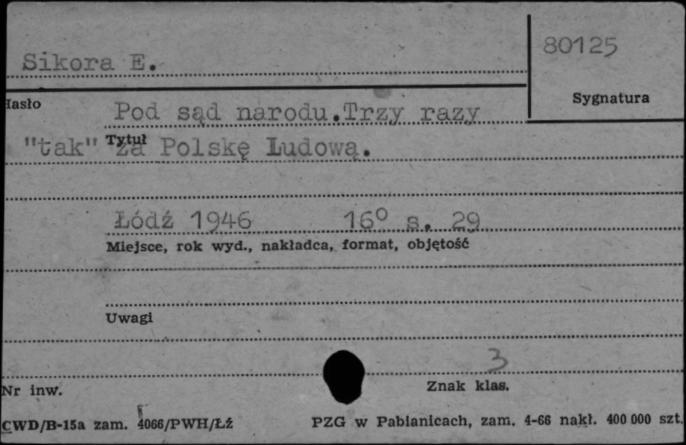 Sikora E.
80125
Hasło
Sygnatura
Pod sąd narodu.Trzy razy
Tytuł
"tak" za Polskę Ludową.
Łódź 1946 16° s. 29
Miejsce, rok wyd., nakładca, format, objętość
Uwagi
3
Nr inw.
Znak klas.
CWD/B-15a zam. 4066/PWH/Łź
PZG w Pabianicach, zam. 4-66 nakł. 400 000 szt.